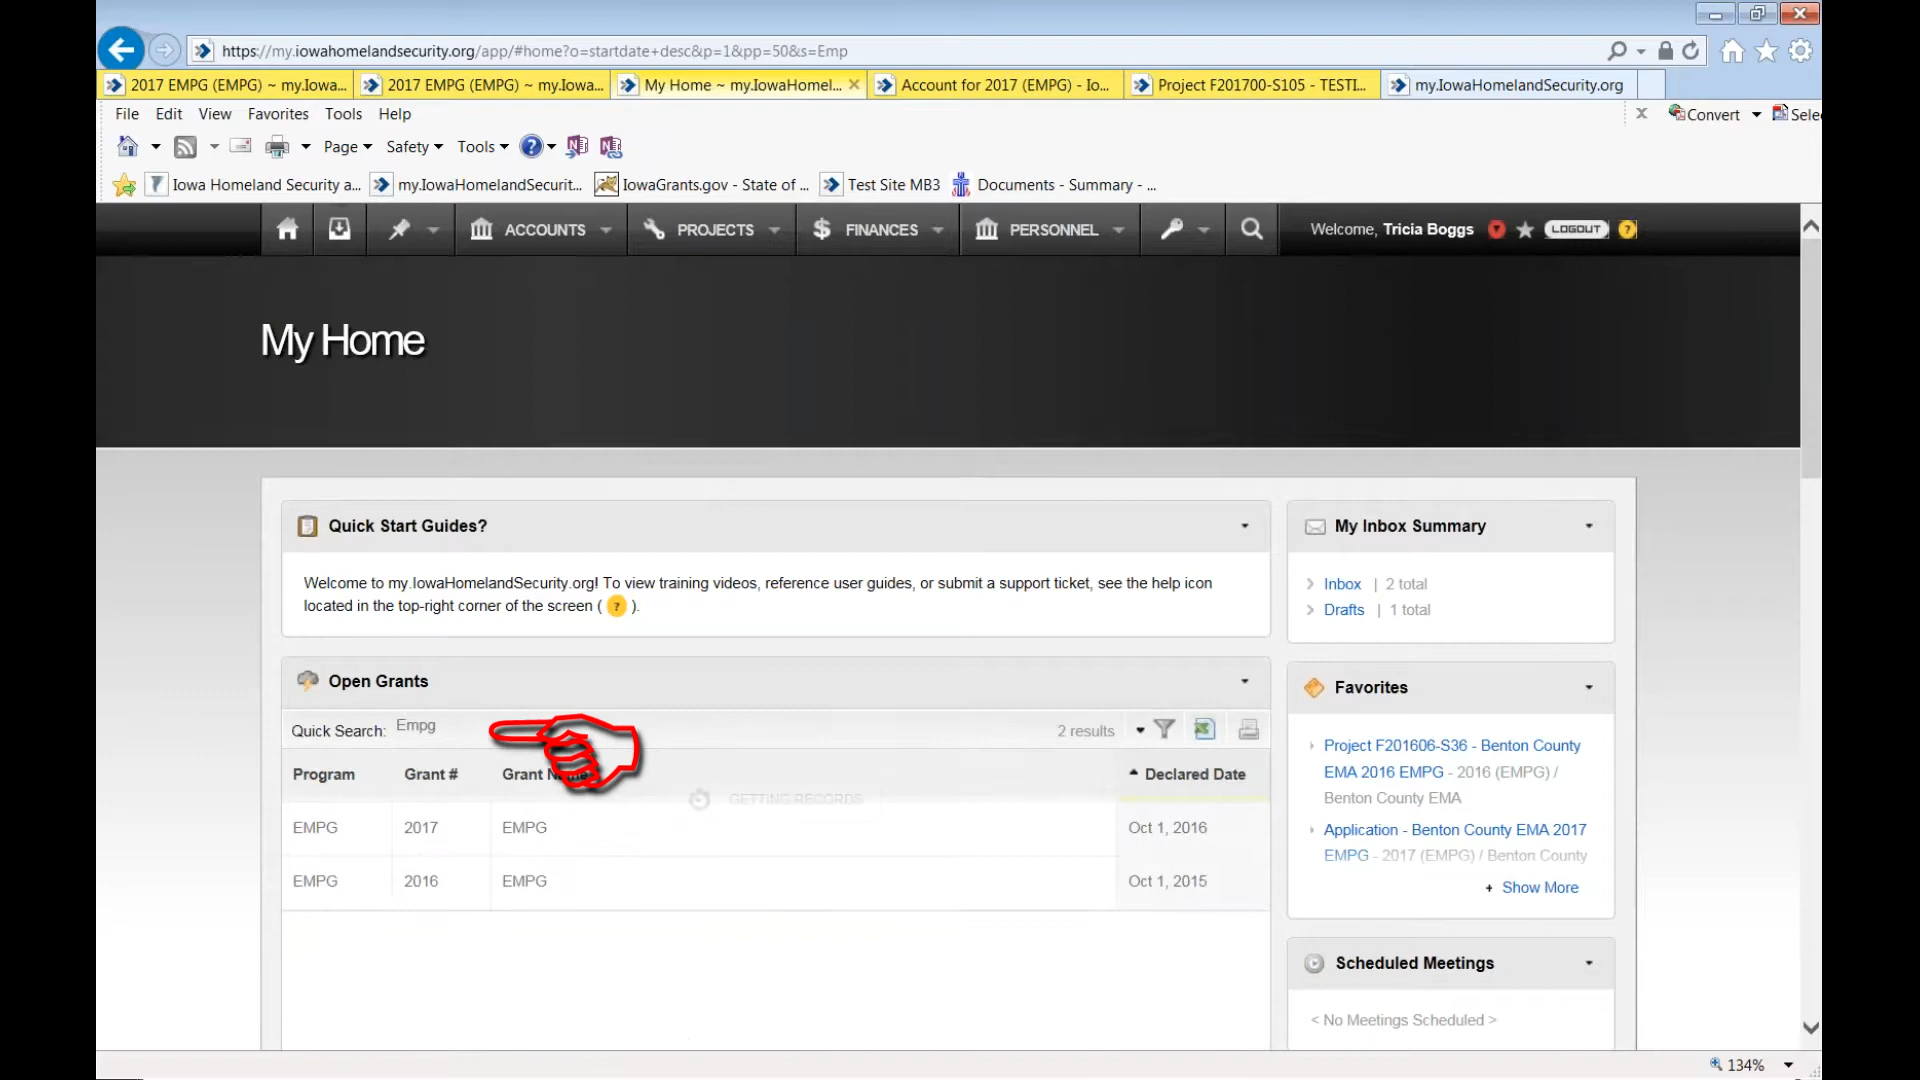 https://my.iowahomelandsecurity.org/app/#home?o=startdate+desc&p=1&pp=50&s=Emp
2017 EMPG (EMPG) ~ my.Iowa...
2017 EMPG (EMPG) ~ my.Iowa...
My Home ~ my.IowaHomel...
Account for 2017 (EMPG) - Io...
Project F201700-S105 - TESTI...
my.IowaHomelandSecurity.org
File Edit View Favorites Tools Help
Convert
Sele
Page Safety Tools
Iowa Homeland Security a...
my.IowaHomelandSecurit...
IowaGrants.gov - State of ...
Test Site MB3
Documents - Summary - ...
ACCOUNTS
PROJECTS
FINANCES
PERSONNEL
Welcome, Tricia Boggs
LOGOUT
?
My Home
Quick Start Guides?
Welcome to my.IowaHomelandSecurity.org! To view training videos, reference user guides, or submit a support ticket, see the help icon
located in the top-right corner of the screen ( ? ).
Open Grants
Quick Search: Empg
2 results
Program Grant # Grant Declared Date
GETTING RECORDS
EMPG 2017 EMPG Oct 1, 2016
EMPG 2016 EMPG Oct 1, 2015
My Inbox Summary
Inbox | 2 total
Drafts | 1 total
Favorites
Project F201606-S36 - Benton County
EMA 2016 EMPG - 2016 (EMPG) /
Benton County EMA
Application - Benton County EMA 2017
EMPG - 2017 (EMPG) / Benton County
+ Show More
Scheduled Meetings
< No Meetings Scheduled >
134%